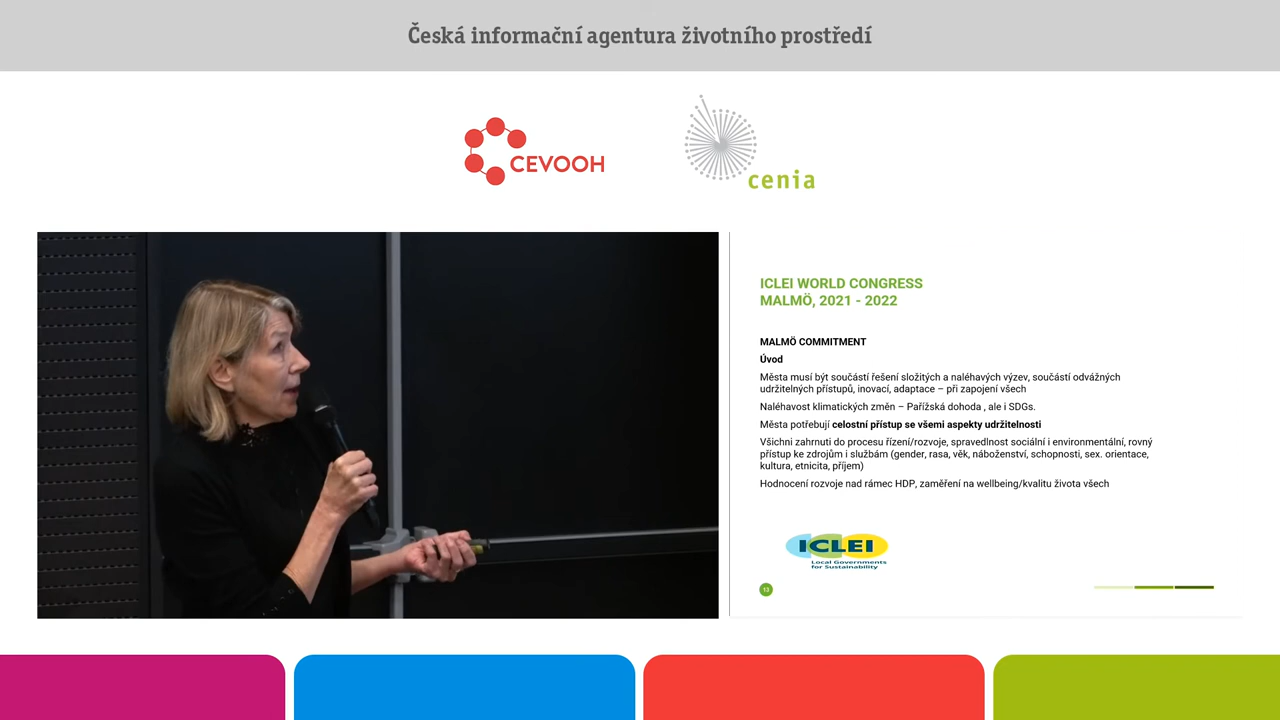 Česká informační agentura životního prostředí
CEVOOH
cenia
ICLEI WORLD CONGRESS
MALMÖ, 2021 - 2022
MALMÖ COMMITMENT
Úvod
Města musí být součástí řešení složitých a naléhavých výzev, součástí odvážných
udržitelných přístupů, inovací, adaptace – při zapojení všech
Naléhavost klimatických změn – Pařížská dohoda , ale i SDGs.
Města potřebují celostní přístup se všemi aspekty udržitelnosti
Všichni zahrnuti do procesu řízení/rozvoje, spravedlnost sociální i environmentální, rovný
přístup ke zdrojům i službám (gender, rasa, věk, náboženství, schopnosti, sex. orientace,
kultura, etnicita, příjem)
Hodnocení rozvoje nad rámec HDP, zaměření na wellbeing/kvalitu života všech
ICLEI
Local Governments
for Sustainability
13